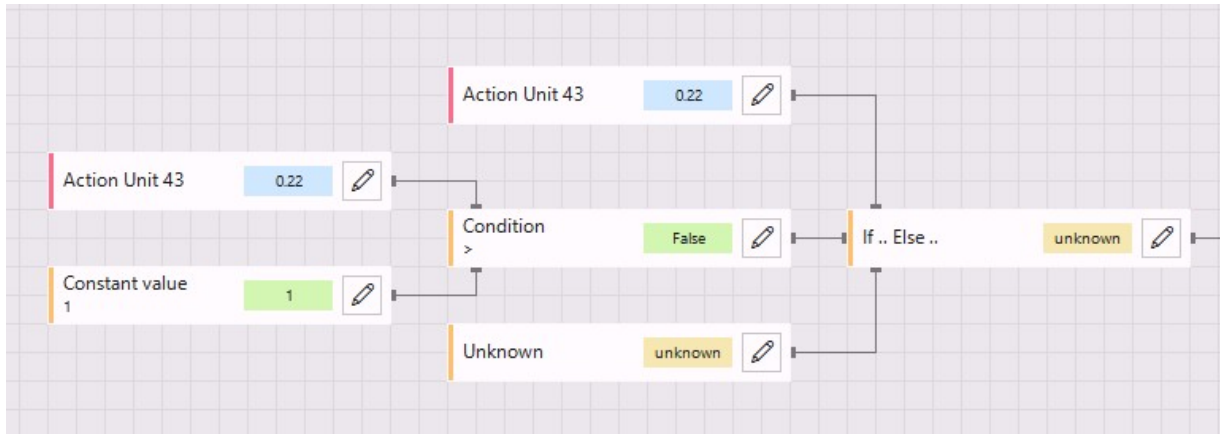 Action Unit 43 0.22
Action Unit 43 0.22
Condition
> False
If .. Else .. unknown
Constant value
1 1
Unknown unknown